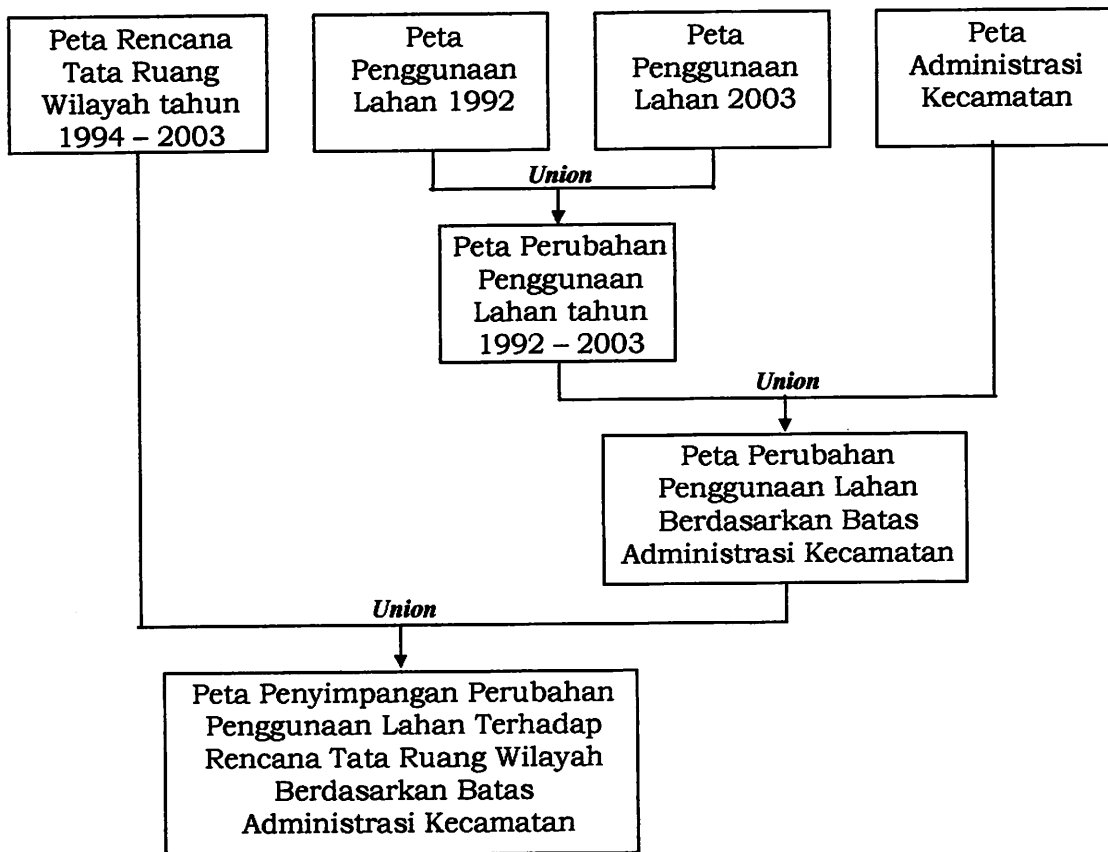 Peta Rencana
Tata Ruang
Wilayah tahun
1994 – 2003
Peta
Penggunaan
Lahan 1992
Peta
Penggunaan
Lahan 2003
Peta
Administrasi
Kecamatan
Union
Peta Perubahan
Penggunaan
Lahan tahun
1992 – 2003
Union
Peta Perubahan
Penggunaan Lahan
Berdasarkan Batas
Administrasi Kecamatan
Union
Peta Penyimpangan Perubahan
Penggunaan Lahan Terhadap
Rencana Tata Ruang Wilayah
Berdasarkan Batas
Administrasi Kecamatan